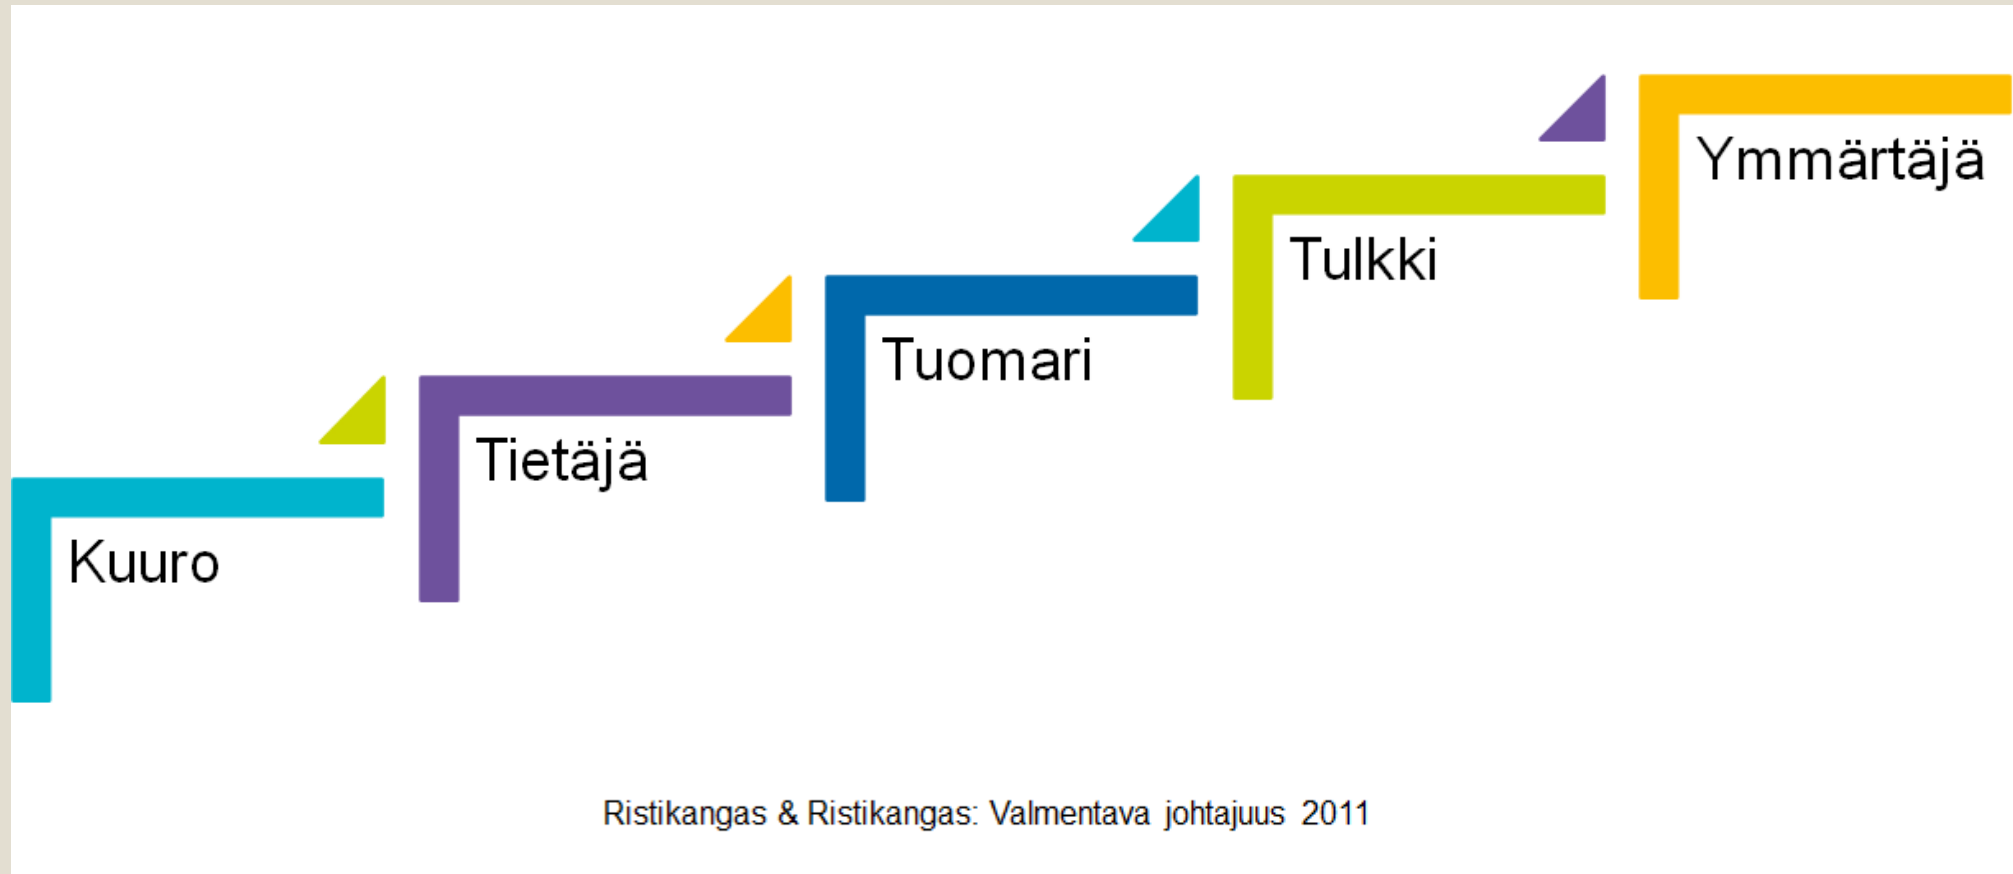 Kuuro
Tietäjä
Tuomari
Tulkki
Ymmärtäjä
Ristikangas & Ristikangas: Valmentava johtajuus 2011